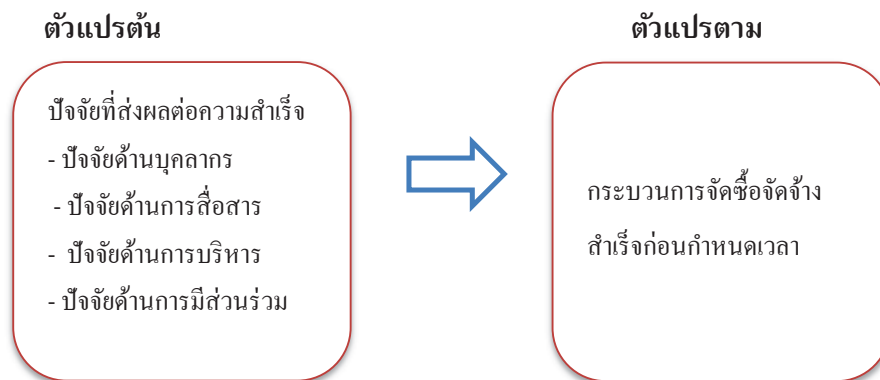 ตัวแปรต้น
ปัจจัยที่ส่งผลต่อความสำเร็จ
- ปัจจัยด้านบุคลากร
- ปัจจัยด้านการสื่อสาร
- ปัจจัยด้านการบริหาร
- ปัจจัยด้านการมีส่วนร่วม
ตัวแปรตาม
กระบวนการจัดซื้อจัดจ้าง
สำเร็จก่อนกำหนดเวลา